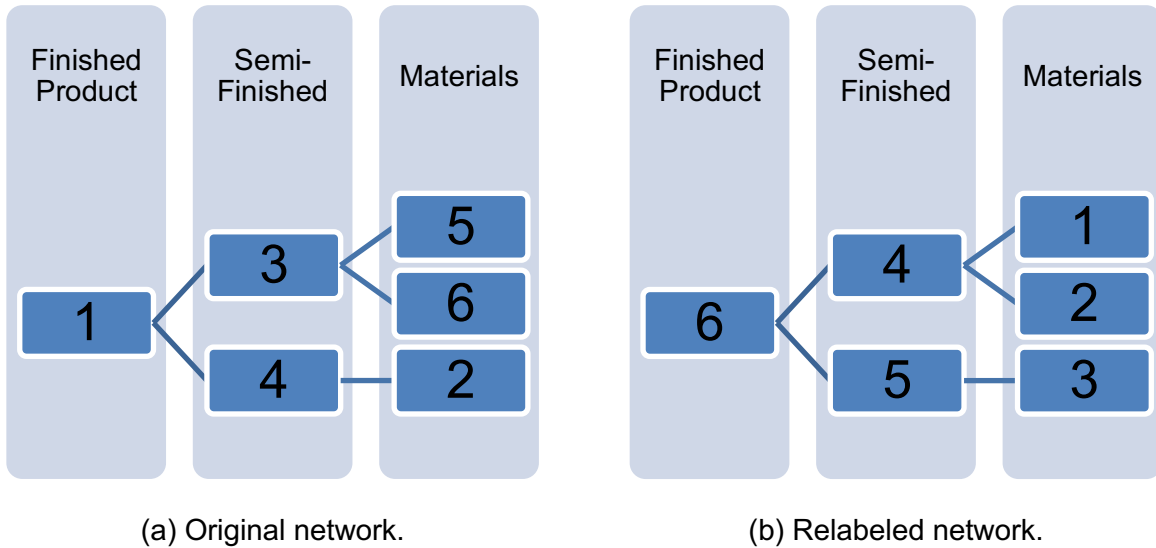 Finished
Product
Semi-
Finished
Materials
5
3
6
1
4
2
(a) Original network.
Finished
Product
Semi-
Finished
Materials
1
4
2
6
5
3
(b) Relabeled network.